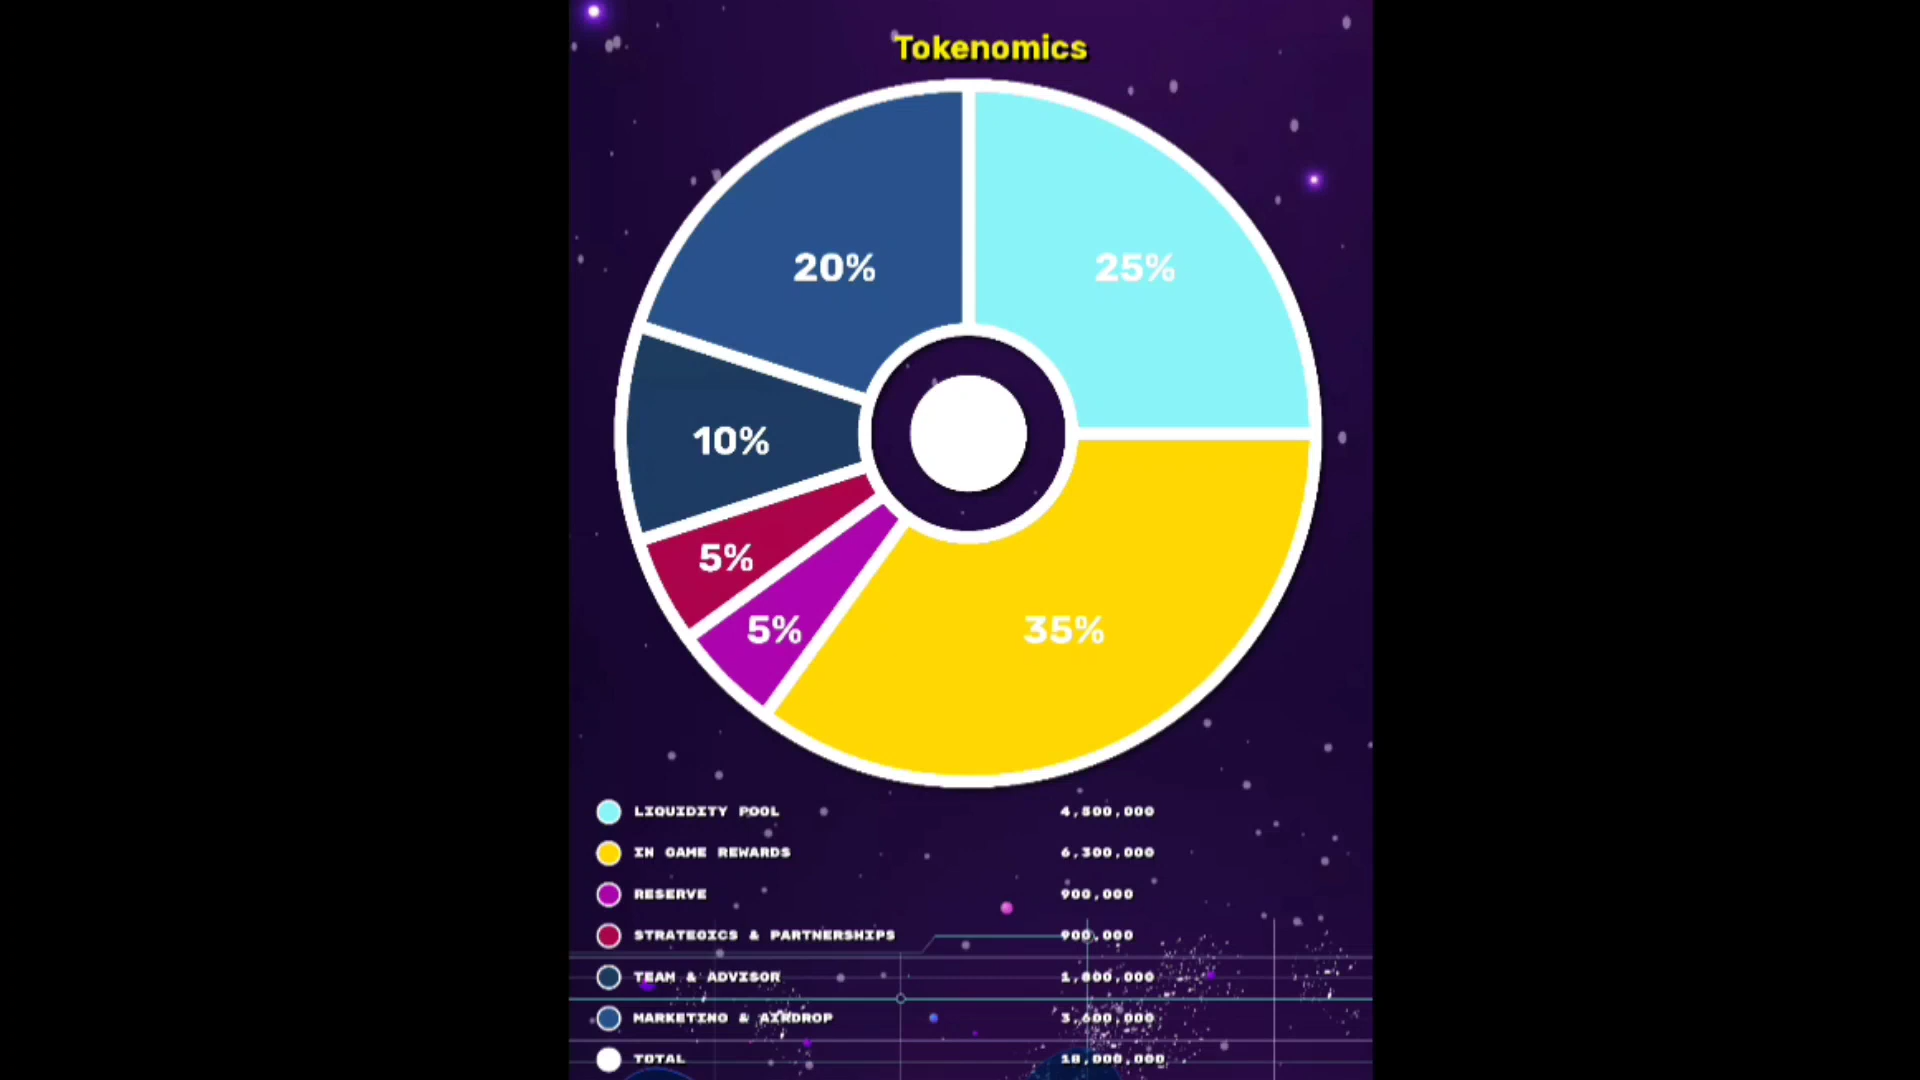 Tokenomics
20%
25%
10%
5%
5%
35%
LIQUIDITY POOL 4,500,000
IN GAME REWARDS 6,300,000
RESERVE 900,000
STRATEGICS & PARTNERSHIPS 900,000
TEAM & ADVISOR 1,800,000
MARKETING & AIRDROP 3,600,000
TOTAL 18,000,000